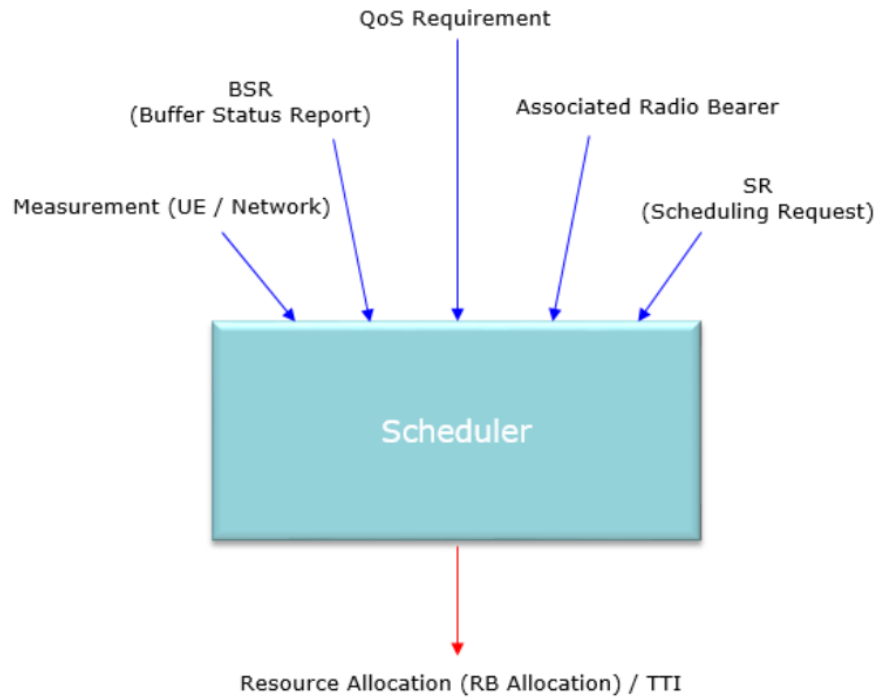 QoS Requirement
BSR
(Buffer Status Report)
Associated Radio Bearer
Measurement (UE / Network)
SR
(Scheduling Request)
Scheduler
Resource Allocation (RB Allocation) / TTI